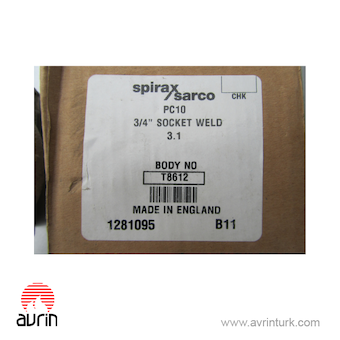 spirax
/sarco
CHK
PC10
3/4" SOCKET WELD
3.1
BODY NO
T8612
MADE IN ENGLAND
1281095 B11
avrin
www.avrinturk.com